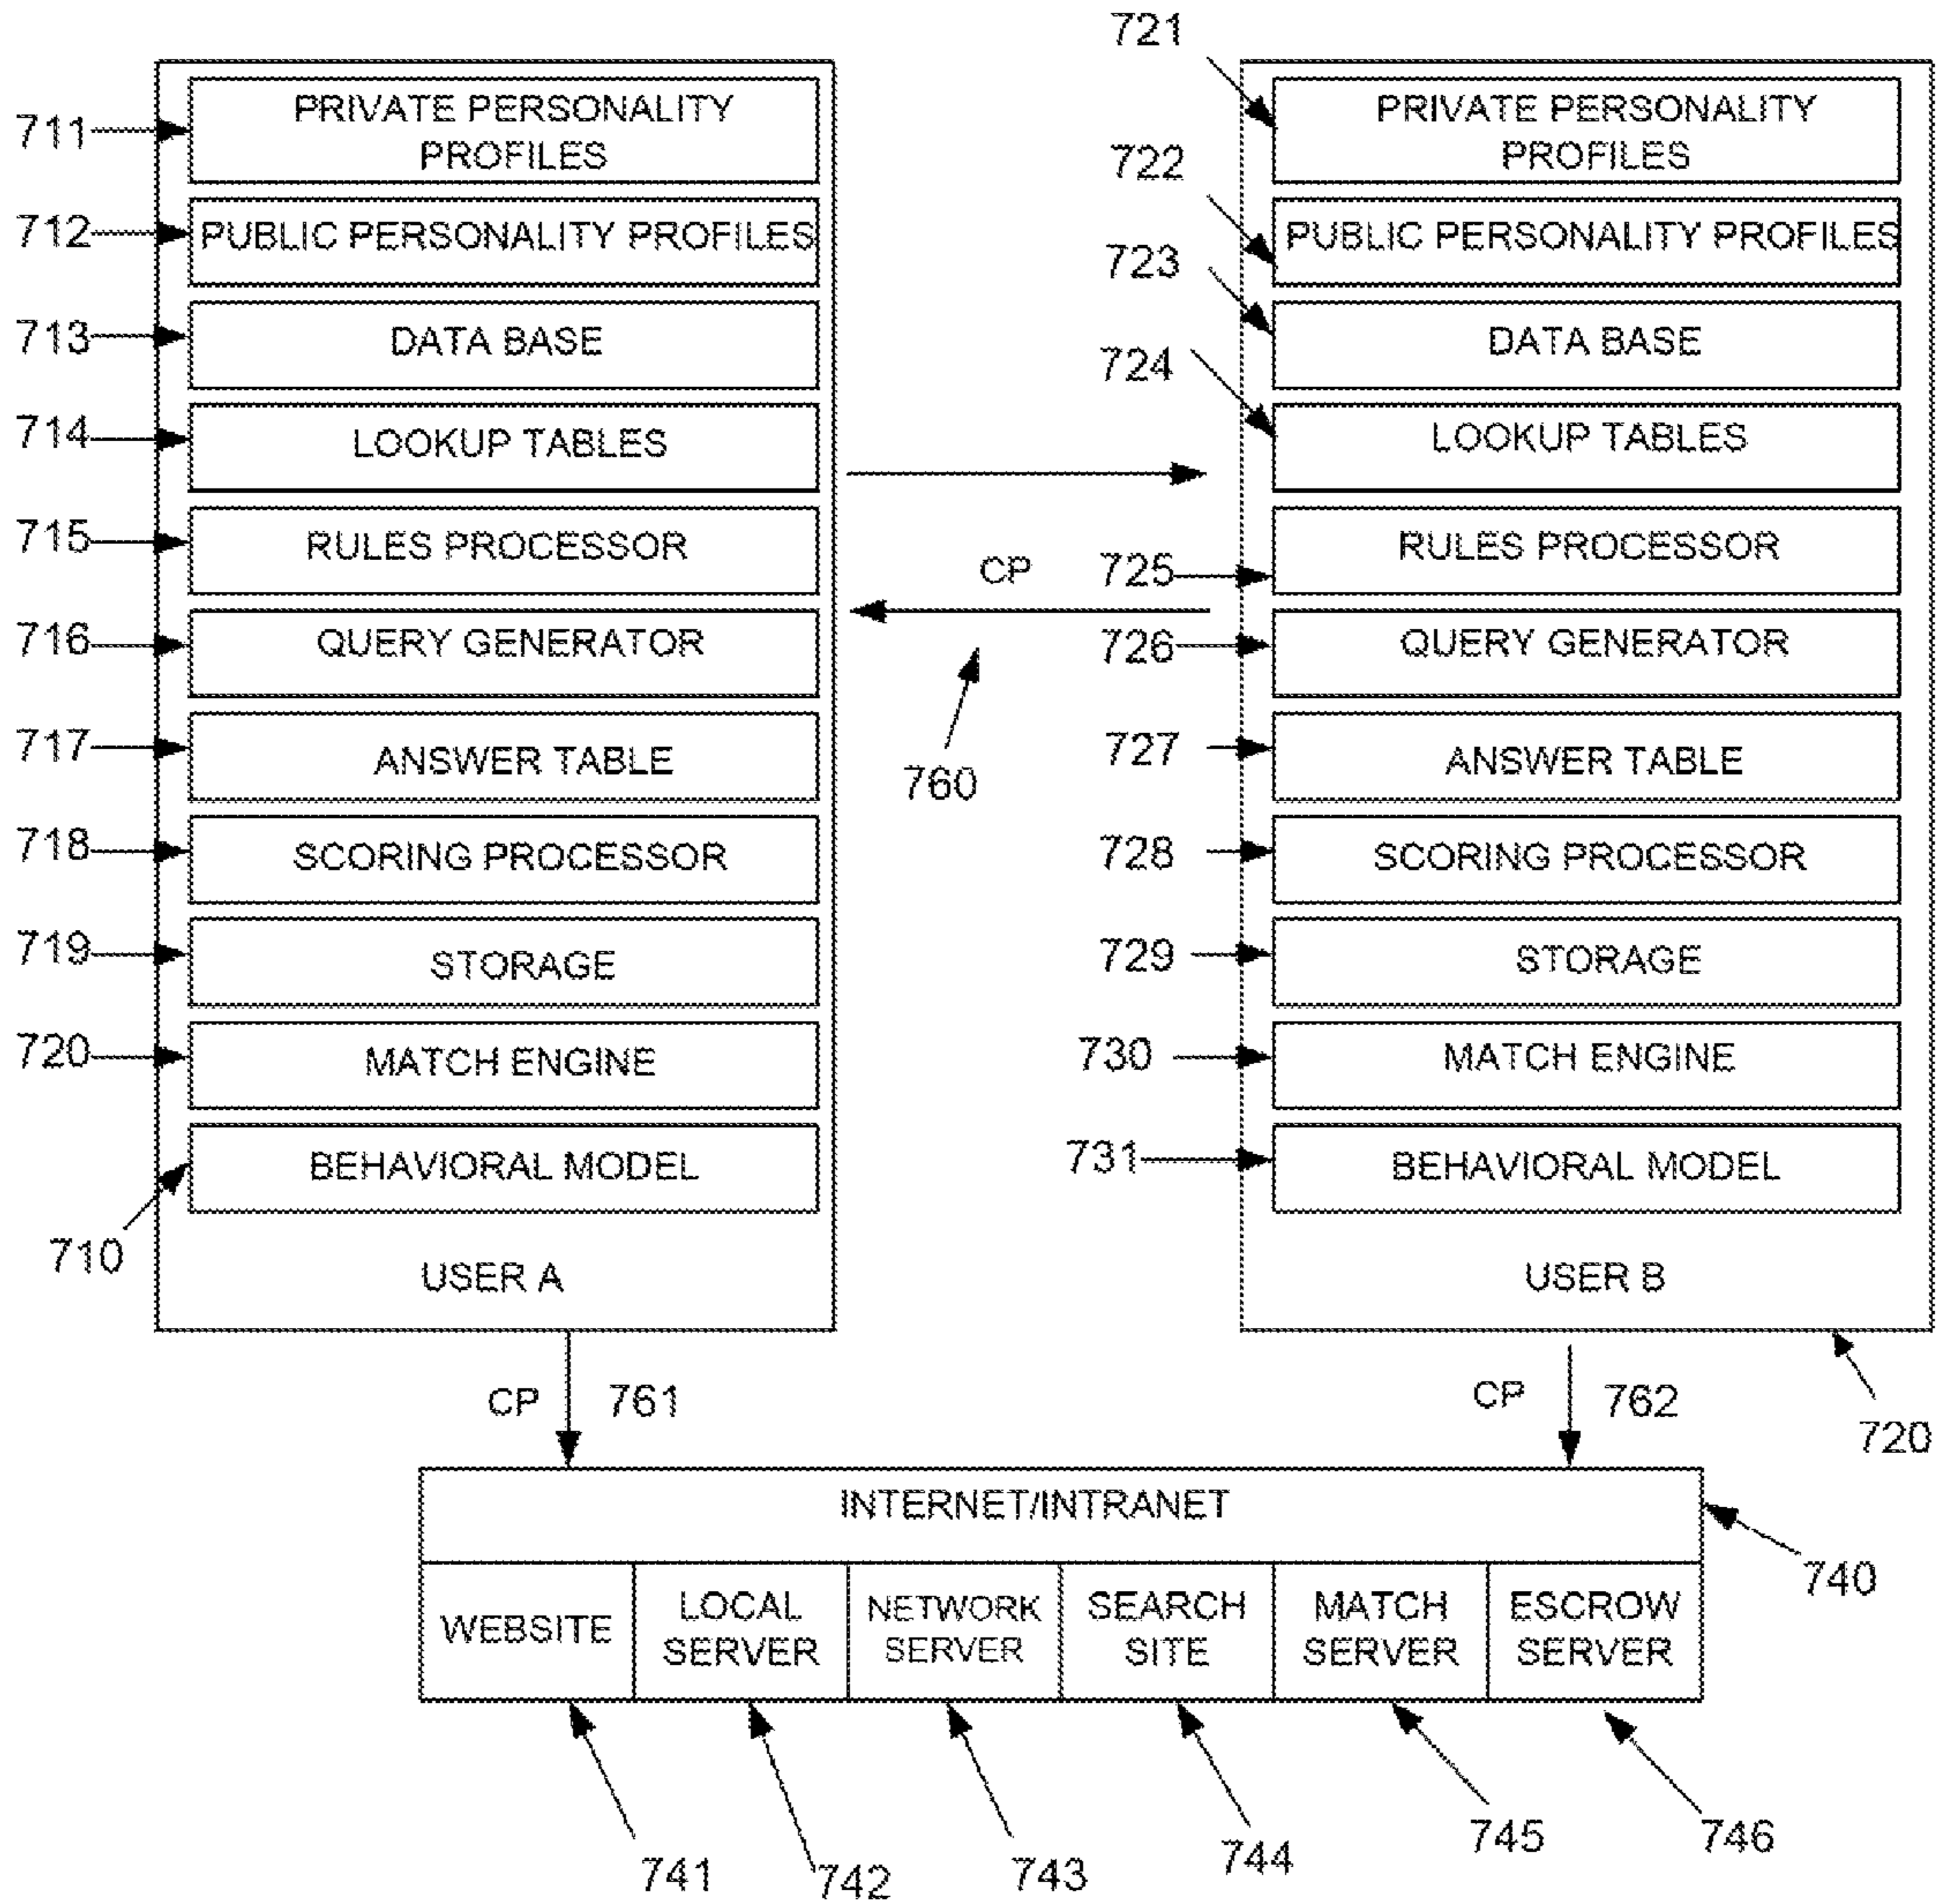 721
711
PRIVATE PERSONALITY
PROFILES
PRIVATE PERSONALITY
PROFILES
722
712
PUBLIC PERSONALITY PROFILES
PUBLIC PERSONALITY PROFILES
723
713
DATA BASE
DATA BASE
724
714
LOOKUP TABLES
LOOKUP TABLES
715
RULES PROCESSOR
CP
725
RULES PROCESSOR
716
QUERY GENERATOR
726
QUERY GENERATOR
717
ANSWER TABLE
760
727
ANSWER TABLE
718
SCORING PROCESSOR
728
SCORING PROCESSOR
719
STORAGE
729
STORAGE
720
MATCH ENGINE
730
MATCH ENGINE
BEHAVIORAL MODEL
731
BEHAVIORAL MODEL
710
USER A
USER B
CP
761
CP
762
720
INTERNET/INTRANET
740
WEBSITE
LOCAL
SERVER
NETWORK
SERVER
SEARCH
SITE
MATCH
SERVER
ESCROW
SERVER
741
742
743
744
745
746